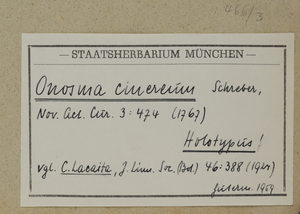 466/3
— STAATSHERBARIUM MÜNCHEN —
Onosma cinereum Schreber,
Nov. Act. Cur. 3: 474 (1767)
Holotypus!
vgl. C. Lacaita, J. Linn. Soc. (Bot.) 46: 388 (1924)
1959